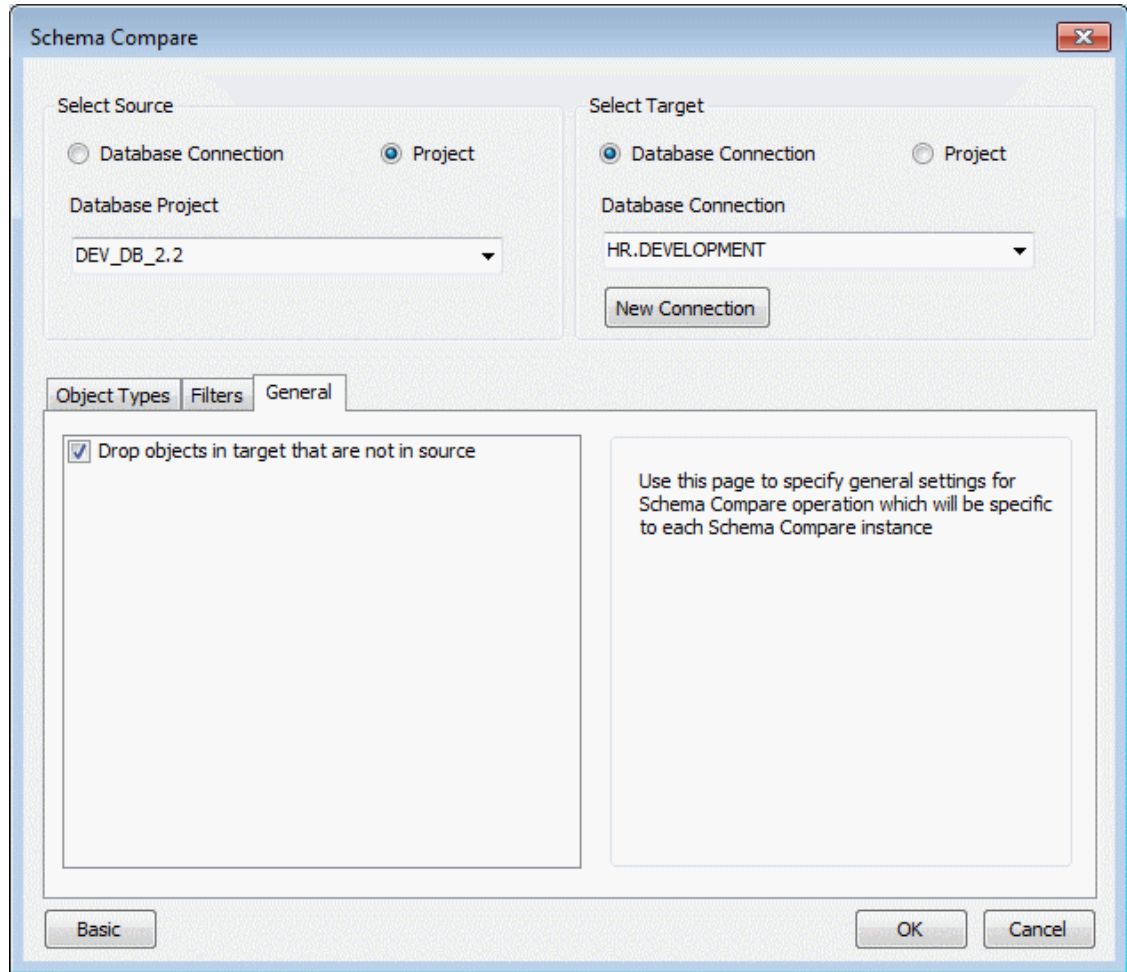 Schema Compare
Select Source
Database Connection
Project
Database Project
DEV_DB_2.2
Select Target
Database Connection
Project
Database Connection
HR.DEVELOPMENT
New Connection
Object Types
Filters
General
Drop objects in target that are not in source
Use this page to specify general settings for
Schema Compare operation which will be specific
to each Schema Compare instance
Basic
OK
Cancel